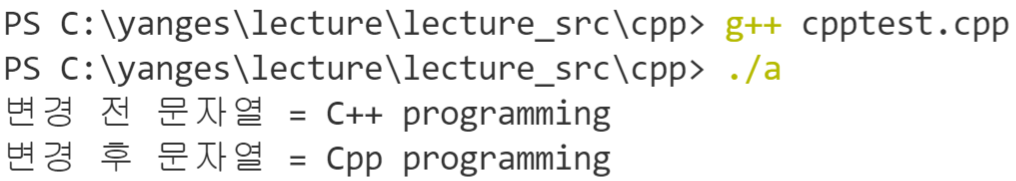 PS C:\yanges\lecture\lecture_src\cpp> g++ cpptest.cpp
PS C:\yanges\lecture\lecture_src\cpp> ./a
변경 전 문자열 = C++ programming
변경 후 문자열 = Cpp programming